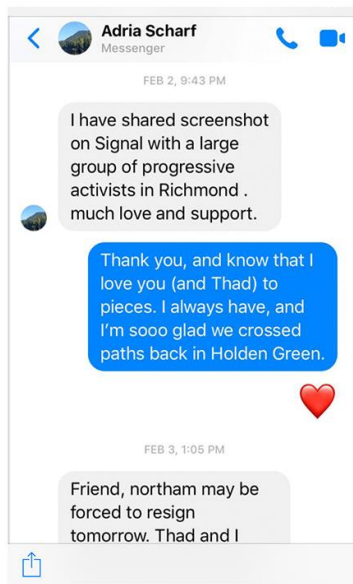 Adria Scharf
Messenger
FEB 2, 9:43 PM
I have shared screenshot
on Signal with a large
group of progressive
activists in Richmond .
much love and support.
Thank you, and know that I
love you (and Thad) to
pieces. I always have, and
I'm sooo glad we crossed
paths back in Holden Green.
FEB 3, 1:05 PM
Friend, northam may be
forced to resign
tomorrow. Thad and I